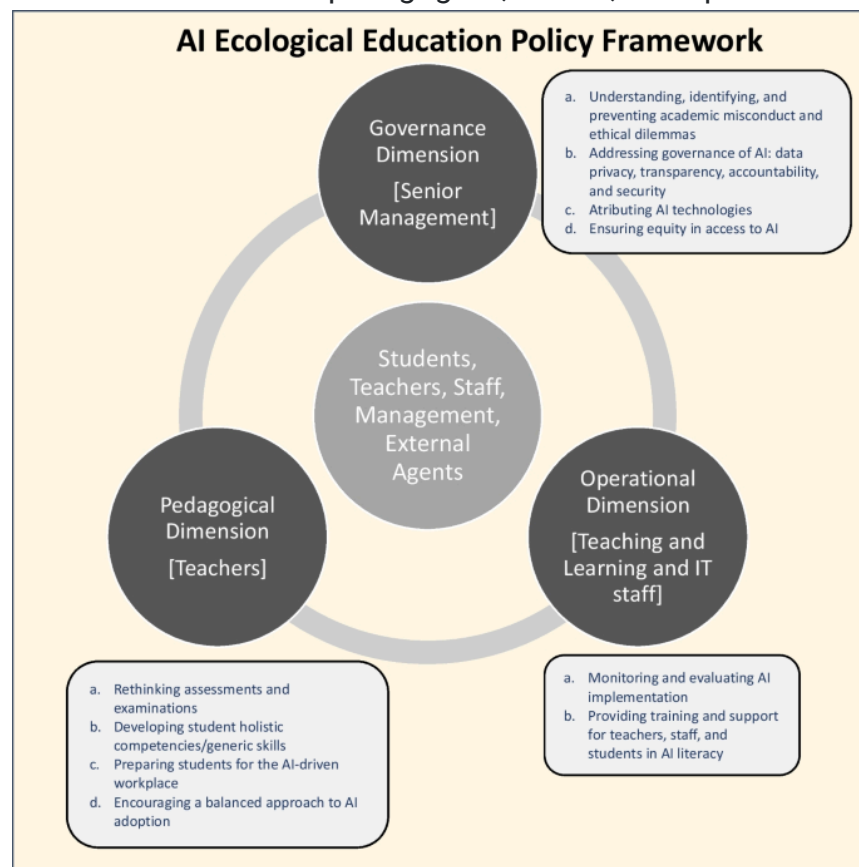 AI Ecological Education Policy Framework
Governance
Dimension
[Senior
Management]
a. Understanding, identifying, and
preventing academic misconduct and
ethical dilemmas
b. Addressing governance of AI: data
privacy, transparency, accountability,
and security
c. Atributing AI technologies
d. Ensuring equity in access to AI
Students,
Teachers, Staff,
Management,
External
Agents
Pedagogical
Dimension
[Teachers]
Operational
Dimension
[Teaching and
Learning and IT
staff]
a. Rethinking assessments and
examinations
b. Developing student holistic
competencies/generic skills
c. Preparing students for the AI-driven
workplace
d. Encouraging a balanced approach to AI
adoption
a. Monitoring and evaluating AI
implementation
b. Providing training and support
for teachers, staff, and
students in AI literacy